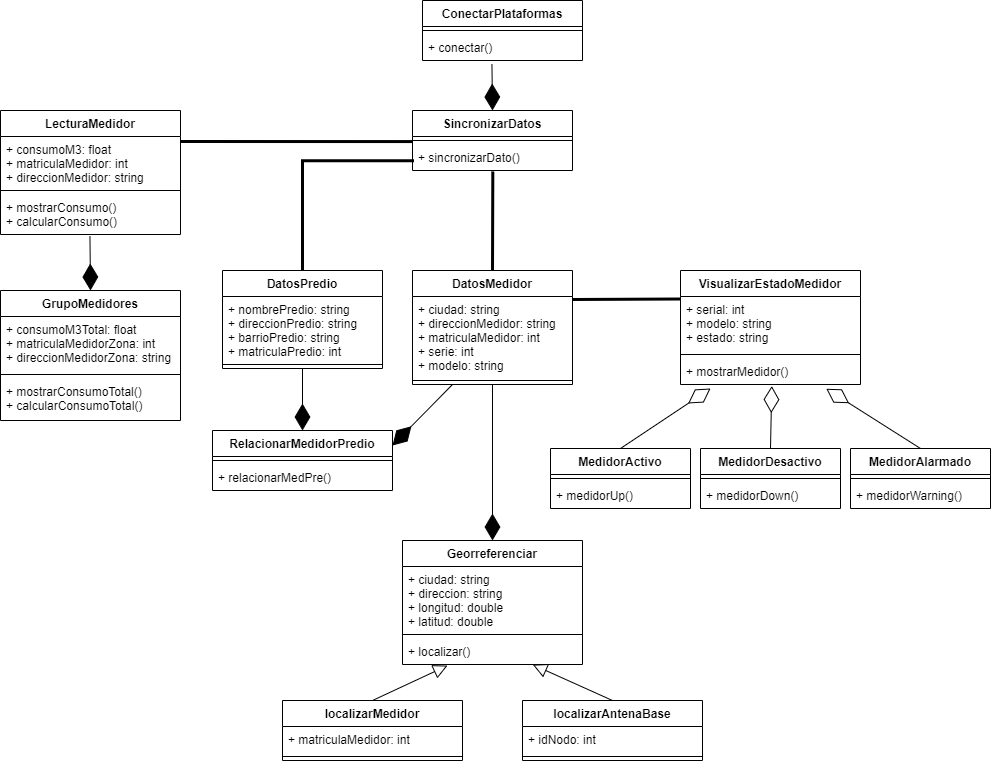 ConectarPlataformas
+ conectar()
LecturaMedidor
+ consumoM3: float
+ matriculaMedidor: int
+ direccionMedidor: string
+ mostrarConsumo()
+ calcularConsumo()
SincronizarDatos
+ sincronizarDato()
GrupoMedidores
+ consumoM3Total: float
+ matriculaMedidorZona: int
+ direccionMedidorZona: string
+ mostrarConsumoTotal()
+ calcularConsumoTotal()
DatosPredio
+ nombrePredio: string
+ direccionPredio: string
+ barrioPredio: string
+ matriculaPredio: int
DatosMedidor
+ ciudad: string
+ direccionMedidor: string
+ matriculaMedidor: int
+ serie: int
+ modelo: string
VisualizarEstadoMedidor
+ serial: int
+ modelo: string
+ estado: string
+ mostrarMedidor()
RelacionarMedidorPredio
+ relacionarMedPre()
MedidorActivo
+ medidorUp()
MedidorDesactivo
+ medidorDown()
MedidorAlarmado
+ medidorWarning()
Georreferenciar
+ ciudad: string
+ direccion: string
+ longitud: double
+ latitud: double
+ localizar()
localizarMedidor
+ matriculaMedidor: int
localizarAntenaBase
+ idNodo: int